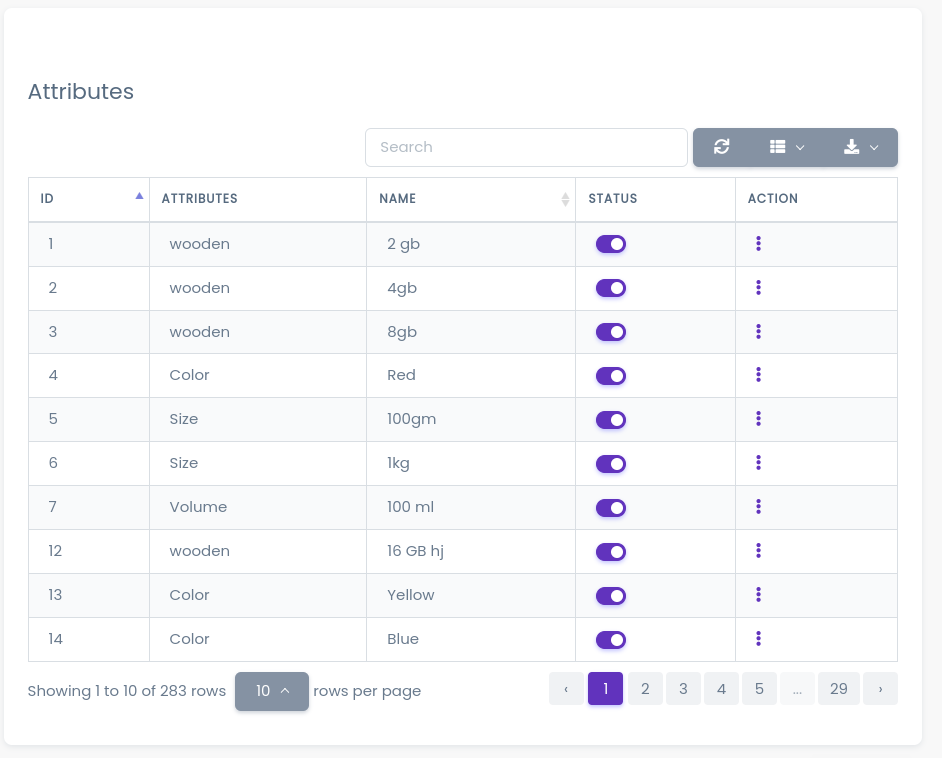 Attributes
Search
ID ATTRIBUTES NAME STATUS ACTION
1 wooden 2 gb
2 wooden 4gb
3 wooden 8gb
4 Color Red
5 Size 100gm
6 Size 1kg
7 Volume 100 ml
12 wooden 16 GB hj
13 Color Yellow
14 Color Blue
Showing 1 to 10 of 283 rows 10 rows per page ‹ 1 2 3 4 5 ... 29 ›